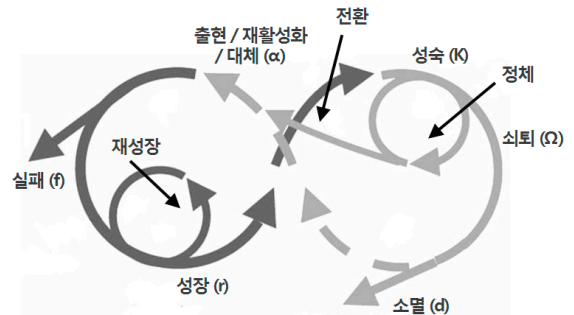 전환
출현 / 재활성화
/ 대체 (α)
성숙 (K)
정체
쇠퇴 (Ω)
재성장
실패 (f)
성장 (r)
소멸 (d)